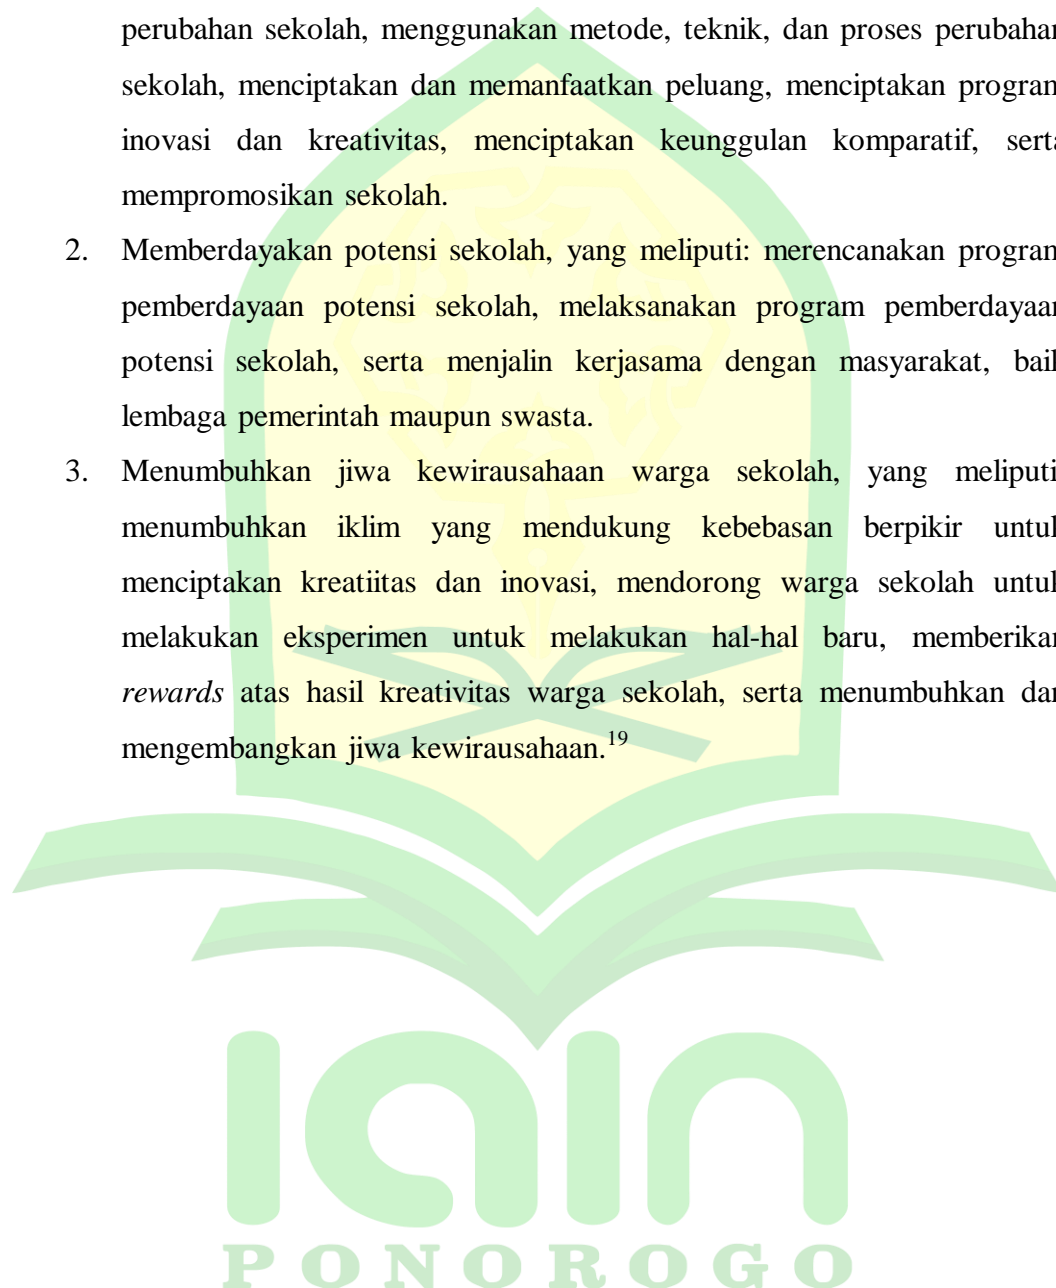 perubahan sekolah, menggunakan metode, teknik, dan proses perubahan
sekolah, menciptakan dan memanfaatkan peluang, menciptakan program
inovasi dan kreativitas, menciptakan keunggulan komparatif, serta
mempromosikan sekolah.
2. Memberdayakan potensi sekolah, yang meliputi: merencanakan program
pemberdayaan potensi sekolah, melaksanakan program pemberdayaan
potensi sekolah, serta menjalin kerjasama dengan masyarakat, baik
lembaga pemerintah maupun swasta.
3. Menumbuhkan jiwa kewirausahaan warga sekolah, yang meliputi
menumbuhkan iklim yang mendukung kebebasan berpikir untuk
menciptakan kreatiitas dan inovasi, mendorong warga sekolah untuk
melakukan eksperimen untuk melakukan hal-hal baru, memberikan
rewards atas hasil kreativitas warga sekolah, serta menumbuhkan dan
mengembangkan jiwa kewirausahaan.19
iain
PONOROGO